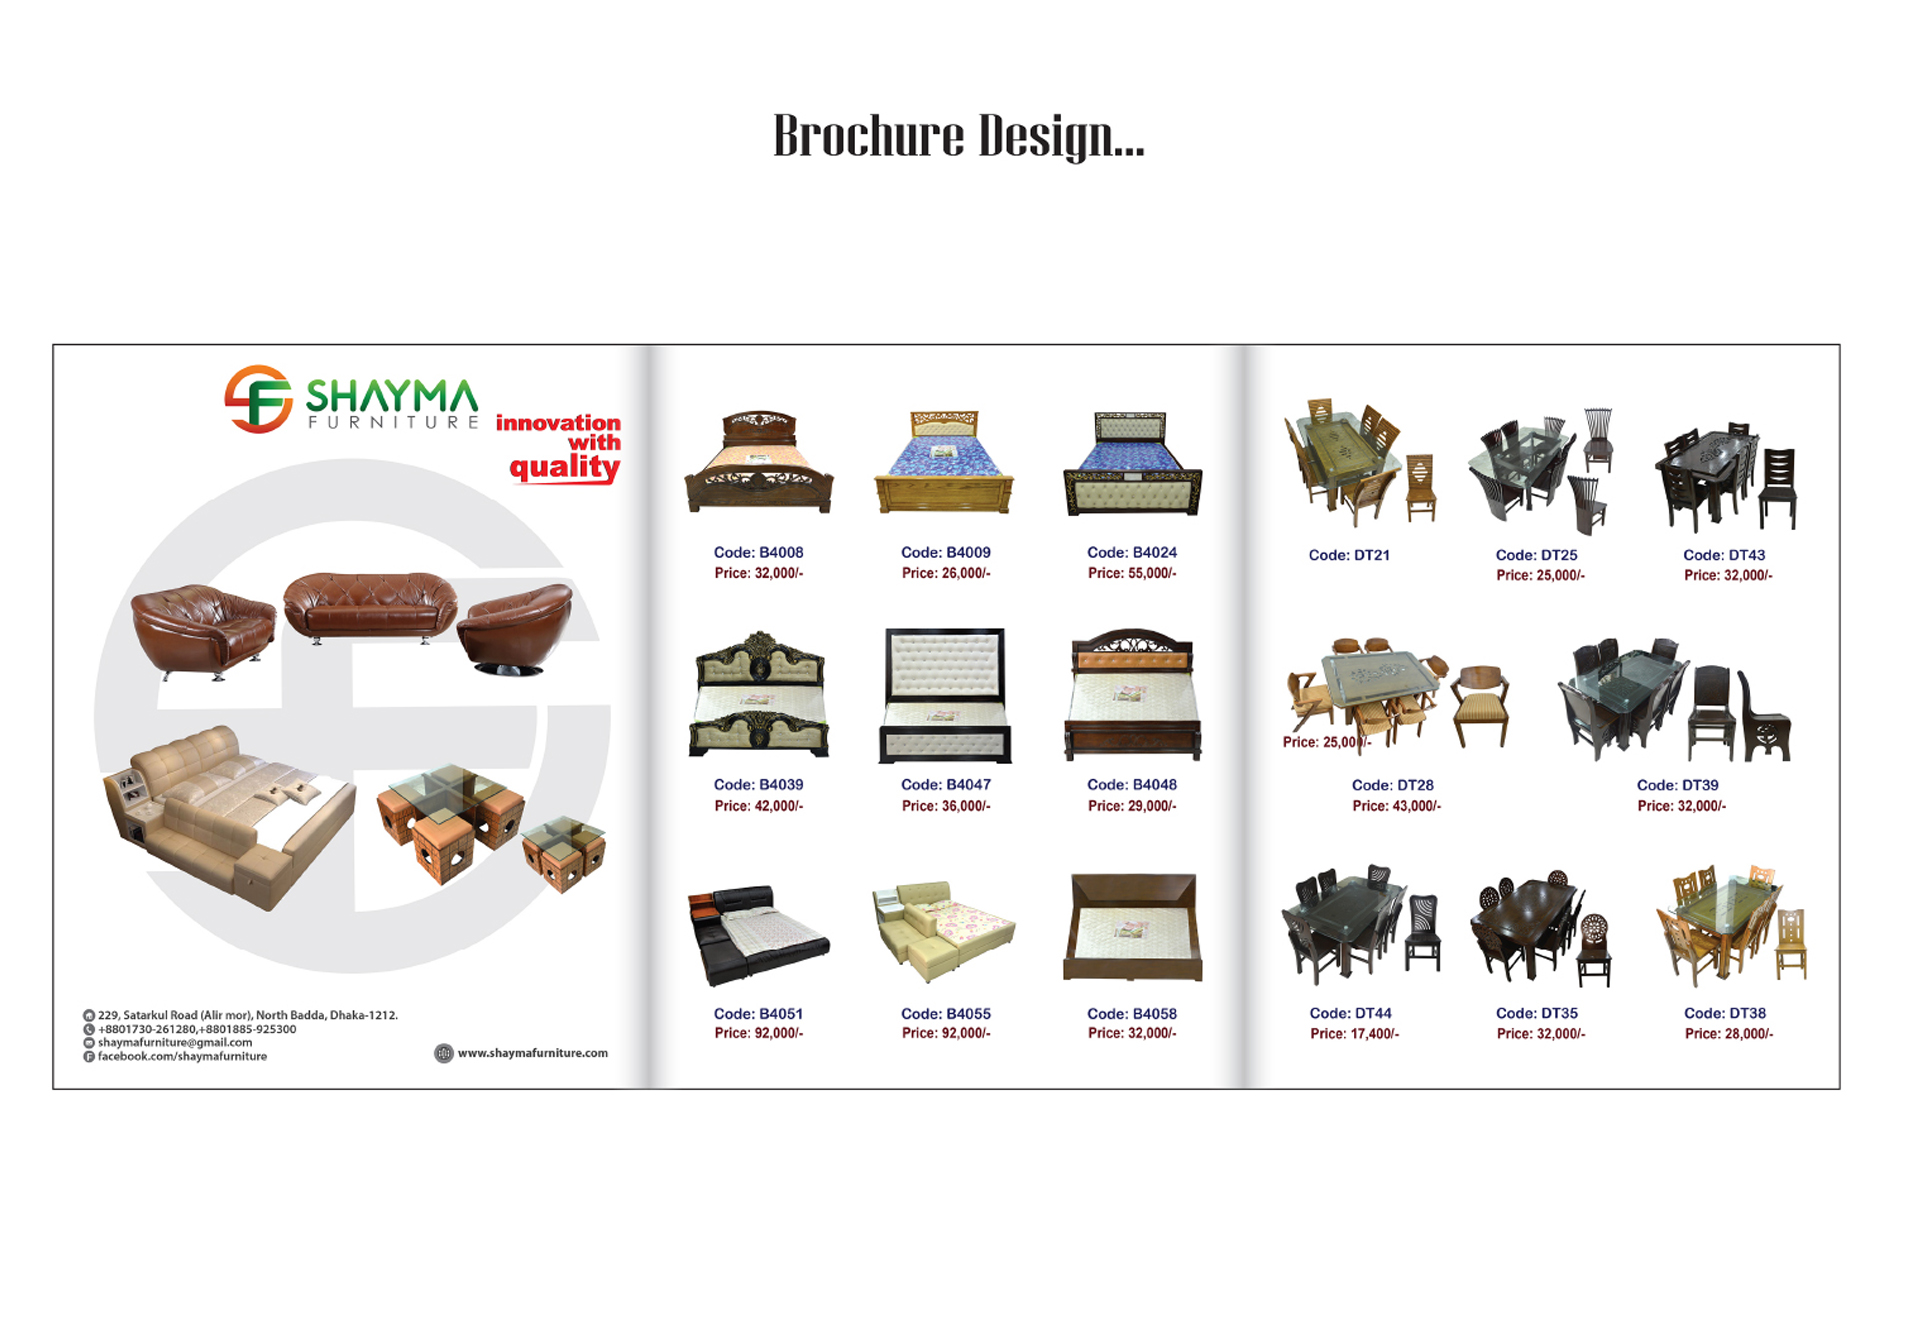 Brochure Design...
SHAYMA
FURNITURE
innovation
with
quality
229, Satarkul Road (Alir mor), North Badda, Dhaka-1212.
+8801730-261280,+8801885-925300
shaymafurniture@gmail.com
facebook.com/shaymafurniture
www.shaymafurniture.com
Code: B4008
Price: 32,000/-
Code: B4009
Price: 26,000/-
Code: B4024
Price: 55,000/-
Code: B4039
Price: 42,000/-
Code: B4047
Price: 36,000/-
Code: B4048
Price: 29,000/-
Code: B4051
Price: 92,000/-
Code: B4055
Price: 92,000/-
Code: B4058
Price: 32,000/-
Code: DT21
Code: DT25
Price: 25,000/-
Code: DT43
Price: 32,000/-
Price: 25,000/-
Code: DT28
Price: 43,000/-
Code: DT39
Price: 32,000/-
Code: DT44
Price: 17,400/-
Code: DT35
Price: 32,000/-
Code: DT38
Price: 28,000/-